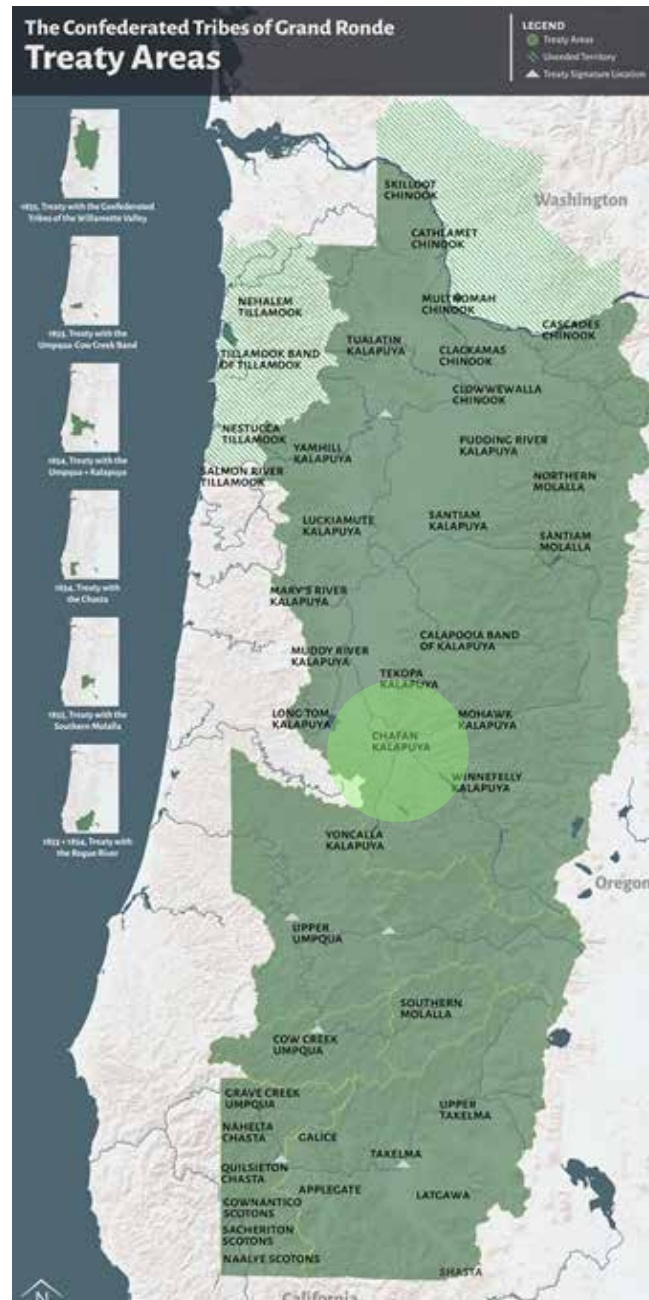 The Confederated Tribes of Grand Ronde
Treaty Areas
LEGEND
Treaty Areas
Unceded Territory
Treaty Signature Location
1855, Treaty with the Confederated
Tribes of the Willamette Valley
1853, Treaty with the
Umpqua-Cow Creek Band
1854, Treaty with the
Umpqua + Kalapuya
1854, Treaty with
the Chasta
1855, Treaty with the
Southern Molalla
1853 + 1854, Treaty with
the Rogue River
Washington
SKILLOOT
CHINOOK
CATHLAMET
CHINOOK
MULTNOMAH
CHINOOK
CASCADES
CHINOOK
NEHALEM
TILLAMOOK
TUALATIN
KALAPUYA
CLACKAMAS
CHINOOK
TILLAMOOK BAND
OF TILLAMOOK
CLOWWEWALLA
CHINOOK
NESTUCCA
TILLAMOOK
YAMHILL
KALAPUYA
PUDDING RIVER
KALAPUYA
SALMON RIVER
TILLAMOOK
NORTHERN
MOLALLA
LUCKIAMUTE
KALAPUYA
SANTIAM
KALAPUYA
SANTIAM
MOLALLA
MARY'S RIVER
KALAPUYA
MUDDY RIVER
KALAPUYA
CALAPOOIA BAND
OF KALAPUYA
TEKOPA
KALAPUYA
LONG TOM
KALAPUYA
CHAFAN
KALAPUYA
MOHAWK
KALAPUYA
WINNEFELLY
KALAPUYA
YONCALLA
KALAPUYA
Oregon
UPPER
UMPQUA
SOUTHERN
MOLALLA
COW CREEK
UMPQUA
GRAVE CREEK
UMPQUA
UPPER
TAKELMA
NAHELTA
CHASTA
GALICE
TAKELMA
QUILSIETON
CHASTA
APPLEGATE
LATGAWA
COWNANTICO
SCOTONS
SACHERITON
SCOTONS
NAALYE SCOTONS
SHASTA
California
N